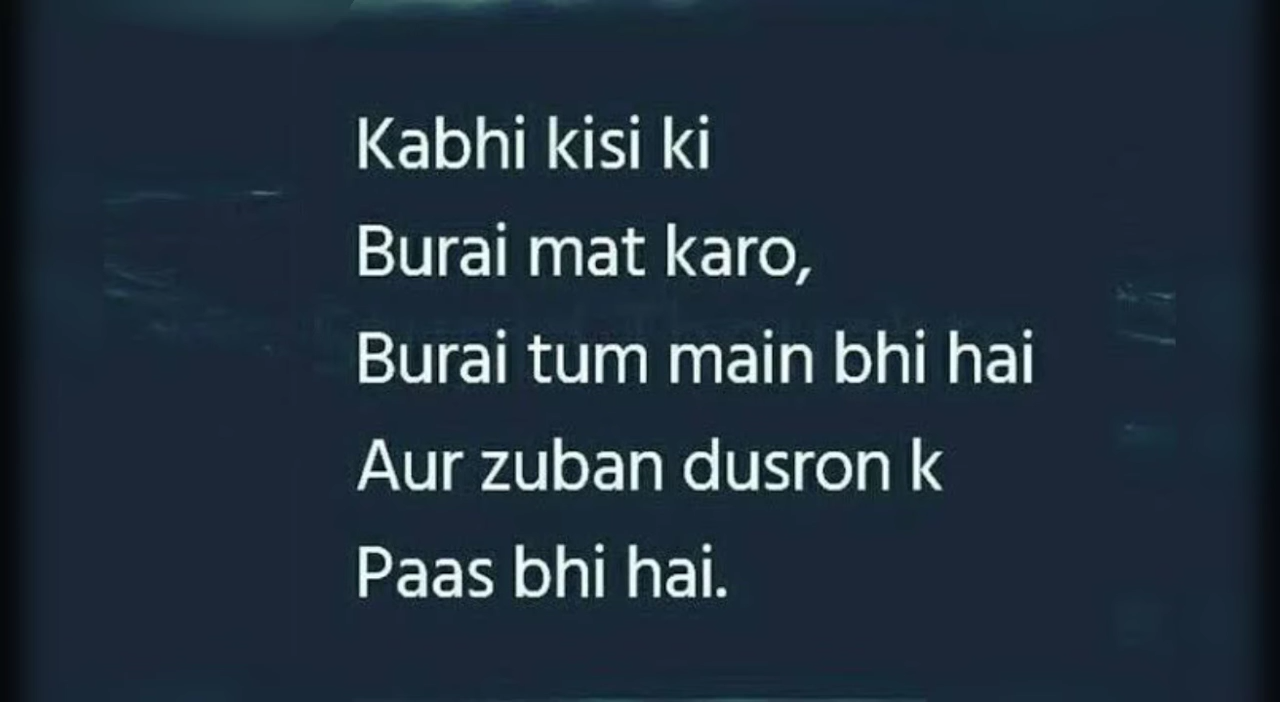 Kabhi kisi ki
Burai mat karo,
Burai tum main bhi hai
Aur zuban dusron k
Paas bhi hai.